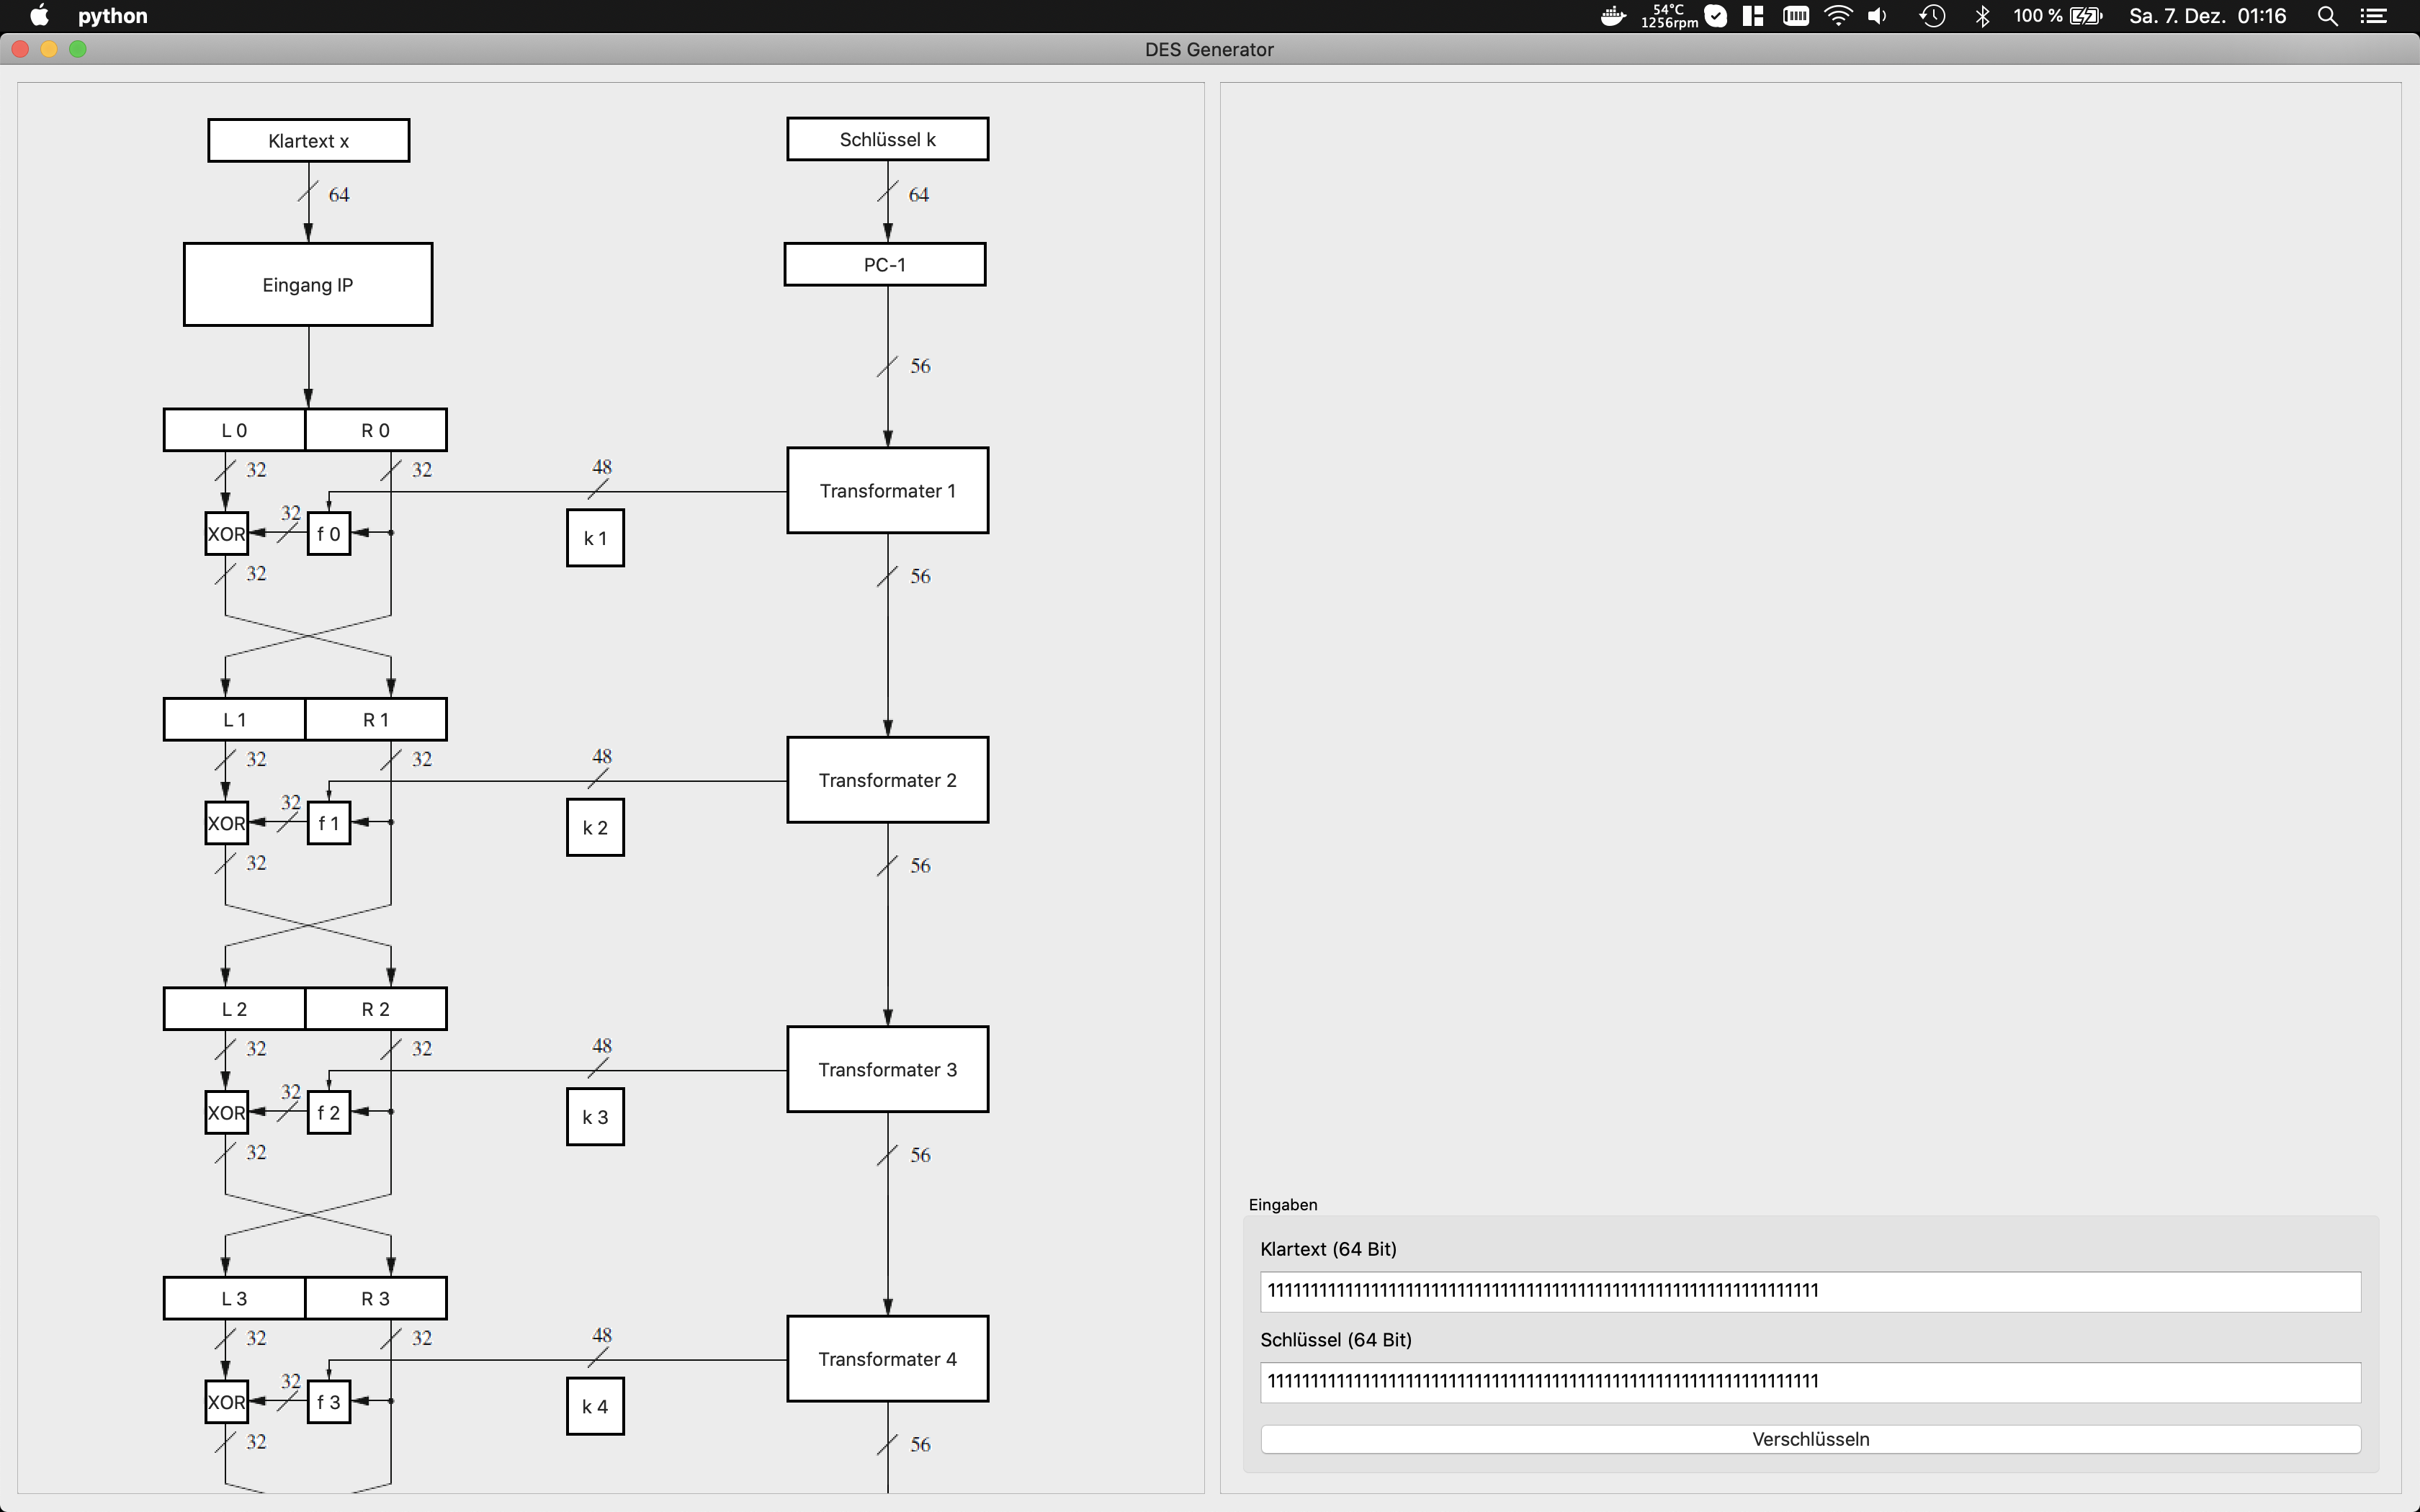 python
54°C
1256rpm
100 %
Sa. 7. Dez. 01:16
DES Generator
Klartext x
Schlüssel k
64
64
Eingang IP
PC-1
56
L 0 R 0
32 32
48
Transformater 1
XOR 32 f 0
k 1
32
56
L 1 R 1
32 32
48
Transformater 2
XOR 32 f 1
k 2
32
56
L 2 R 2
32 32
48
Transformater 3
XOR 32 f 2
k 3
32
56
L 3 R 3
32 32
48
Transformater 4
XOR 32 f 3
k 4
32
56
Eingaben
Klartext (64 Bit)
1111111111111111111111111111111111111111111111111111111111111111
Schlüssel (64 Bit)
1111111111111111111111111111111111111111111111111111111111111111
Verschlüsseln